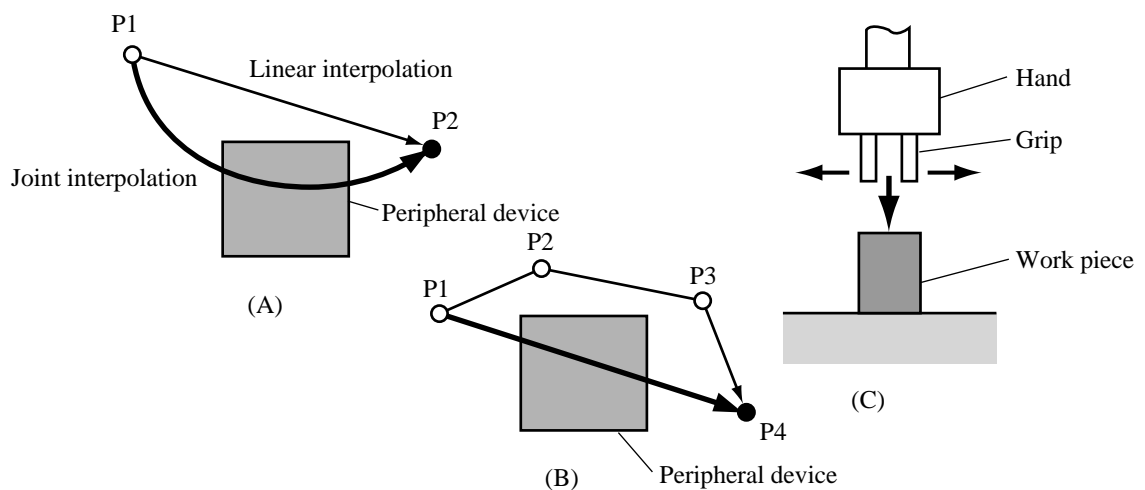 P1
Linear interpolation
P2
Joint interpolation
Peripheral device
(A)
P1
P2
P3
P4
Peripheral device
(B)
Hand
Grip
Work piece
(C)